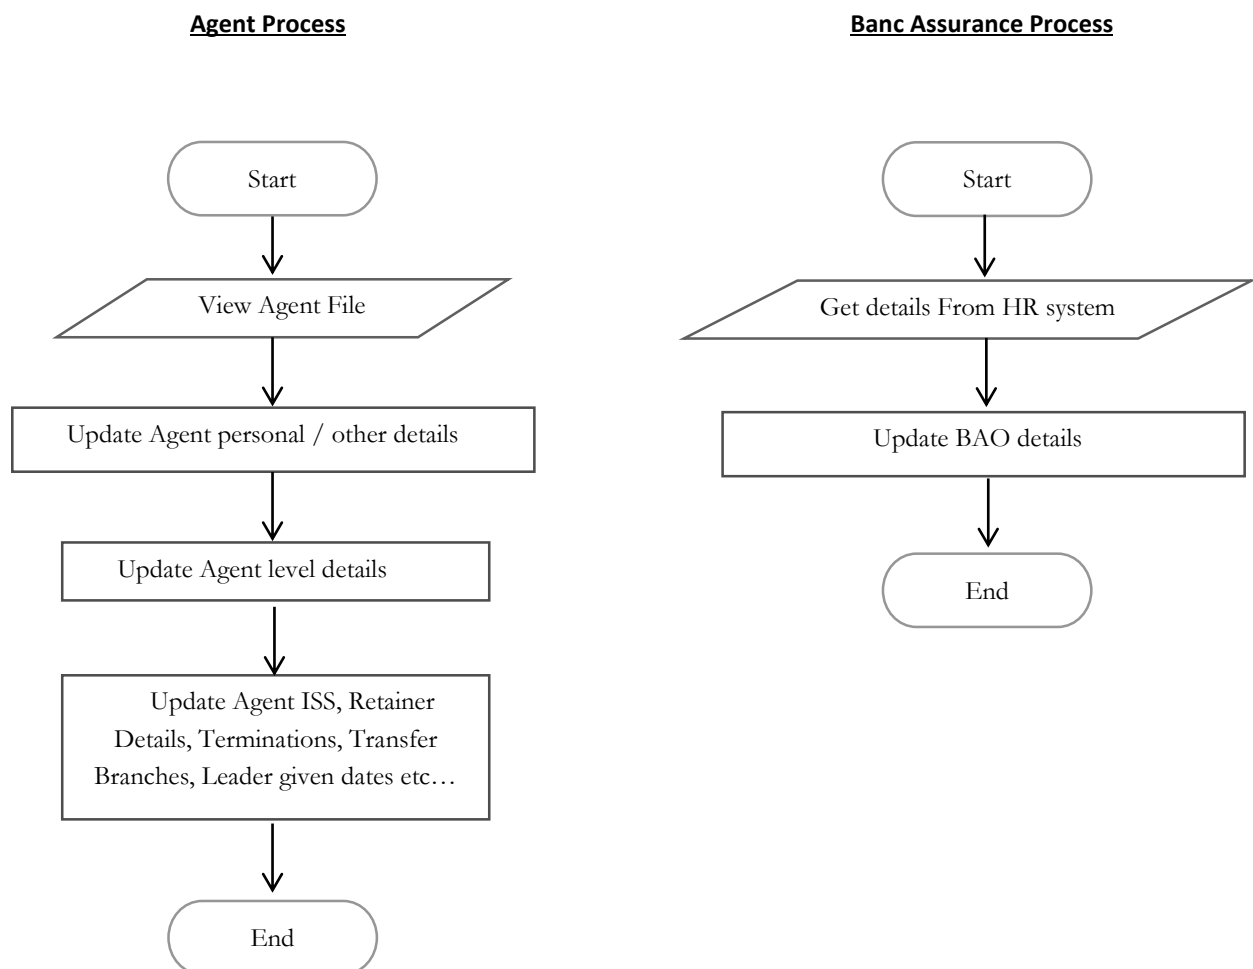 Agent Process
Start
View Agent File
Update Agent personal / other details
Update Agent level details
Update Agent ISS, Retainer
Details, Terminations, Transfer
Branches, Leader given dates etc…
End
Banc Assurance Process
Start
Get details From HR system
Update BAO details
End